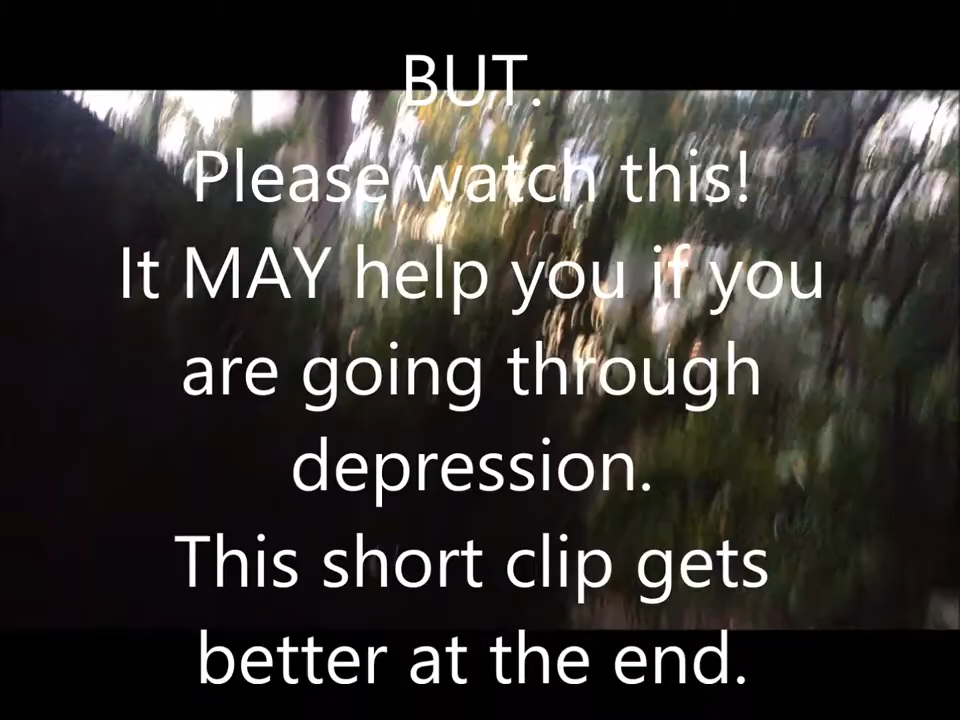 BUT.
Please watch this!
It MAY help you if you
are going through
depression.
This short clip gets
better at the end.